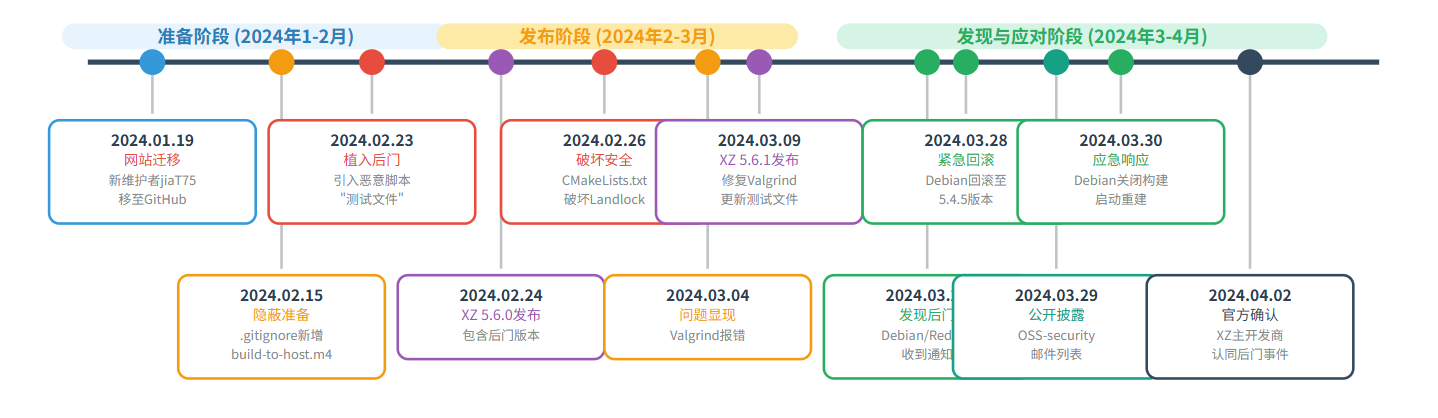 准备阶段 (2024年1-2月)
发布阶段 (2024年2-3月)
发现与应对阶段 (2024年3-4月)
2024.01.19
网站迁移
新维护者jiaT75
移至GitHub
2024.02.23
植入后门
引入恶意脚本
"测试文件"
2024.02.26
破坏安全
CMakeLists.txt
破坏Landlock
2024.03.09
XZ 5.6.1发布
修复Valgrind
更新测试文件
2024.03.28
紧急回滚
Debian回滚至
5.4.5版本
2024.03.30
应急响应
Debian关闭构建
启动重建
2024.02.15
隐蔽准备
.gitignore新增
build-to-host.m4
2024.02.24
XZ 5.6.0发布
包含后门版本
2024.03.04
问题显现
Valgrind报错
2024.03.
发现后门
Debian/Red
收到通知
2024.03.29
公开披露
OSS-security
邮件列表
2024.04.02
官方确认
XZ主开发商
认同后门事件